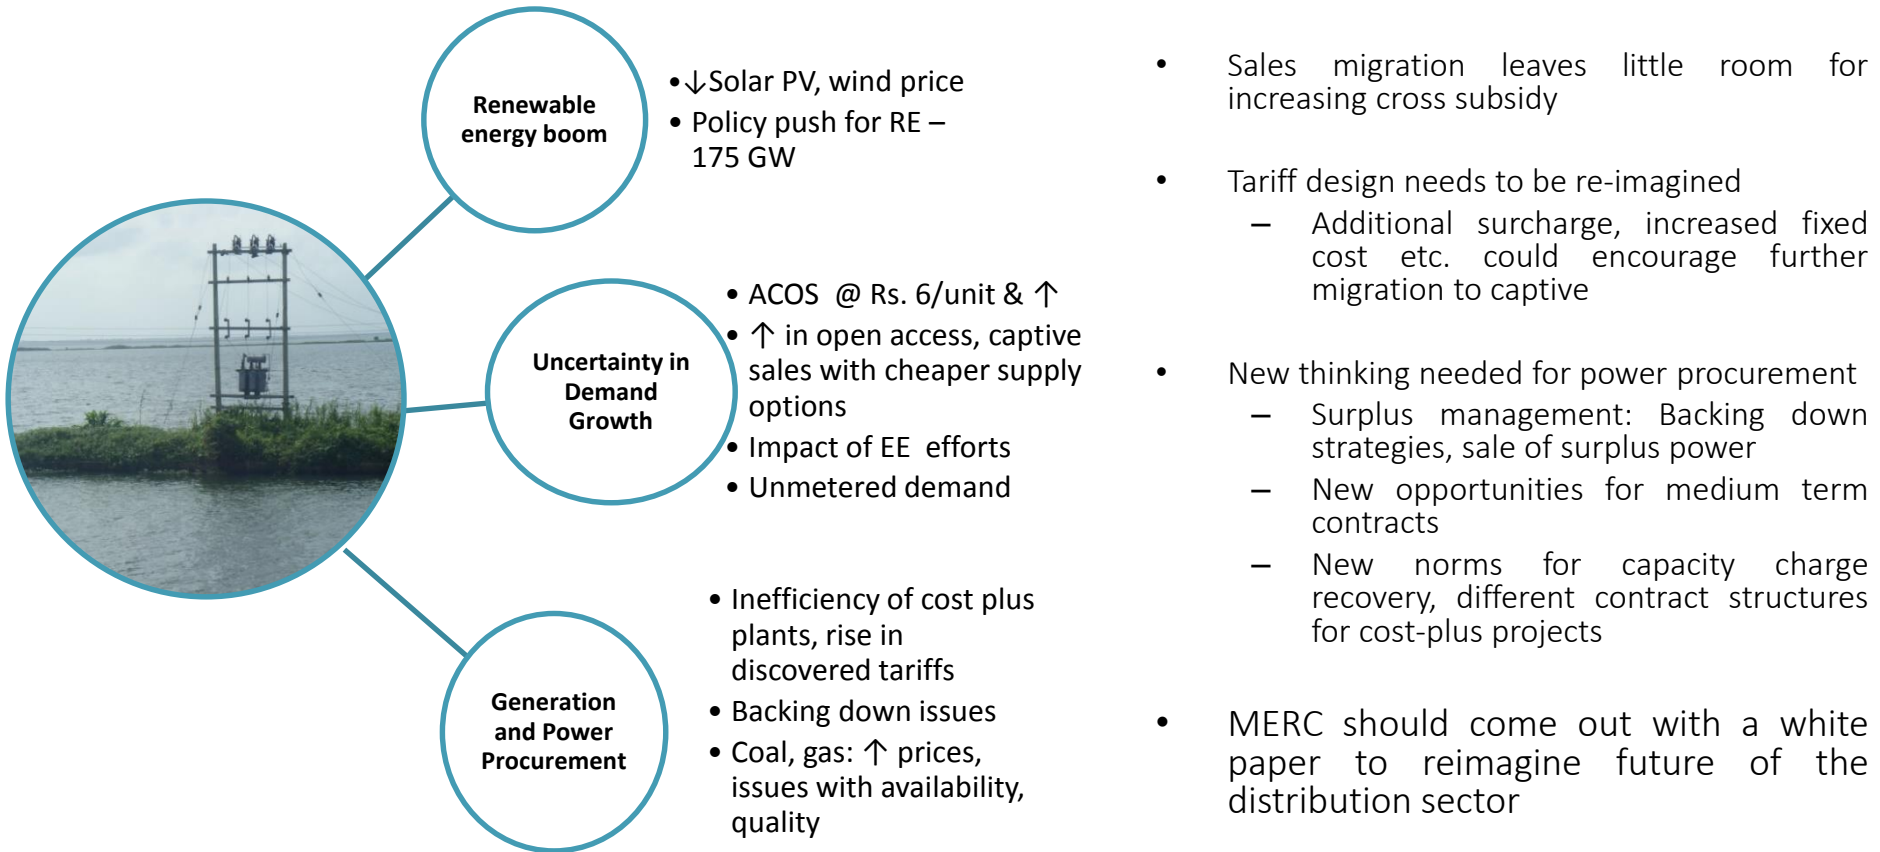 Renewable
energy boom
•↓Solar PV, wind price
• Policy push for RE –
175 GW
Uncertainty in
Demand
Growth
• ACOS @ Rs. 6/unit & ↑
• ↑ in open access, captive
sales with cheaper supply
options
• Impact of EE efforts
• Unmetered demand
Generation
and Power
Procurement
• Inefficiency of cost plus
plants, rise in
discovered tariffs
• Backing down issues
• Coal, gas: ↑ prices,
issues with availability,
quality
• Sales migration leaves little room for
increasing cross subsidy
• Tariff design needs to be re-imagined
– Additional surcharge, increased fixed
cost etc. could encourage further
migration to captive
• New thinking needed for power procurement
– Surplus management: Backing down
strategies, sale of surplus power
– New opportunities for medium term
contracts
– New norms for capacity charge
recovery, different contract structures
for cost-plus projects
• MERC should come out with a white
paper to reimagine future of the
distribution sector